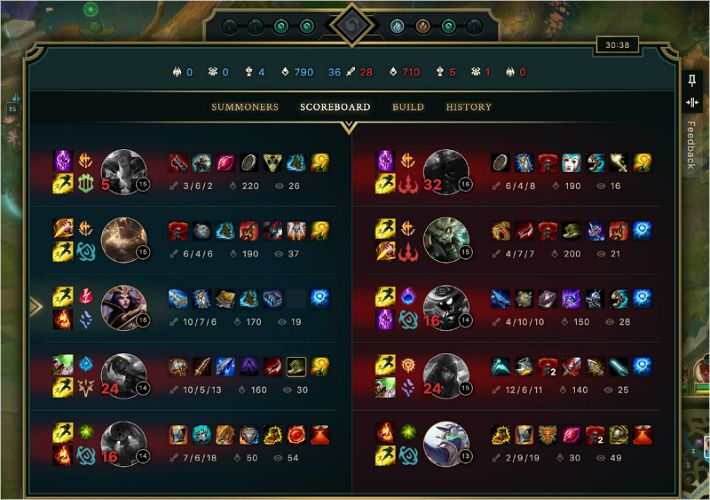 30:38
0 0 4 790 36 28 710 5 1 0
SUMMONERS SCOREBOARD BUILD HISTORY
Feedback
5 15 3/6/2 220 26
32 16 6/4/8 190 16
15 6/4/6 190 37
15 4/7/7 200 21
15 10/7/6 170 19
16 14 4/10/10 150 28
24 14 10/5/13 160 30
24 15 2 12/6/11 140 25
16 14 7/6/18 50 54
13 2 2/9/19 30 49